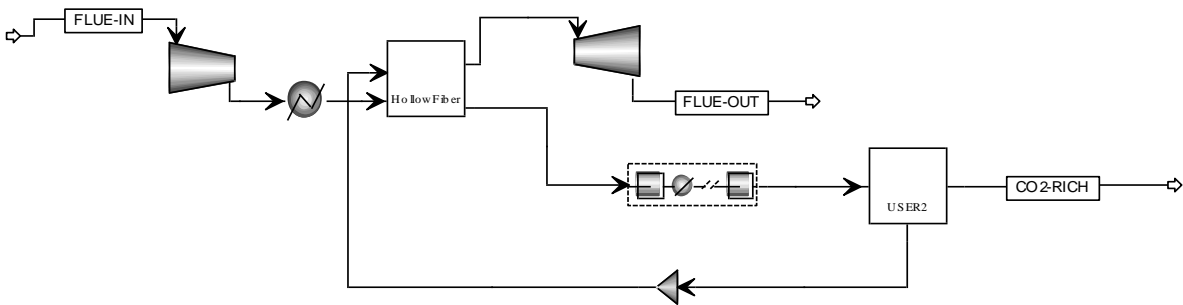 FLUE-IN
HollowFiber
FLUE-OUT
CO2-RICH
USER2